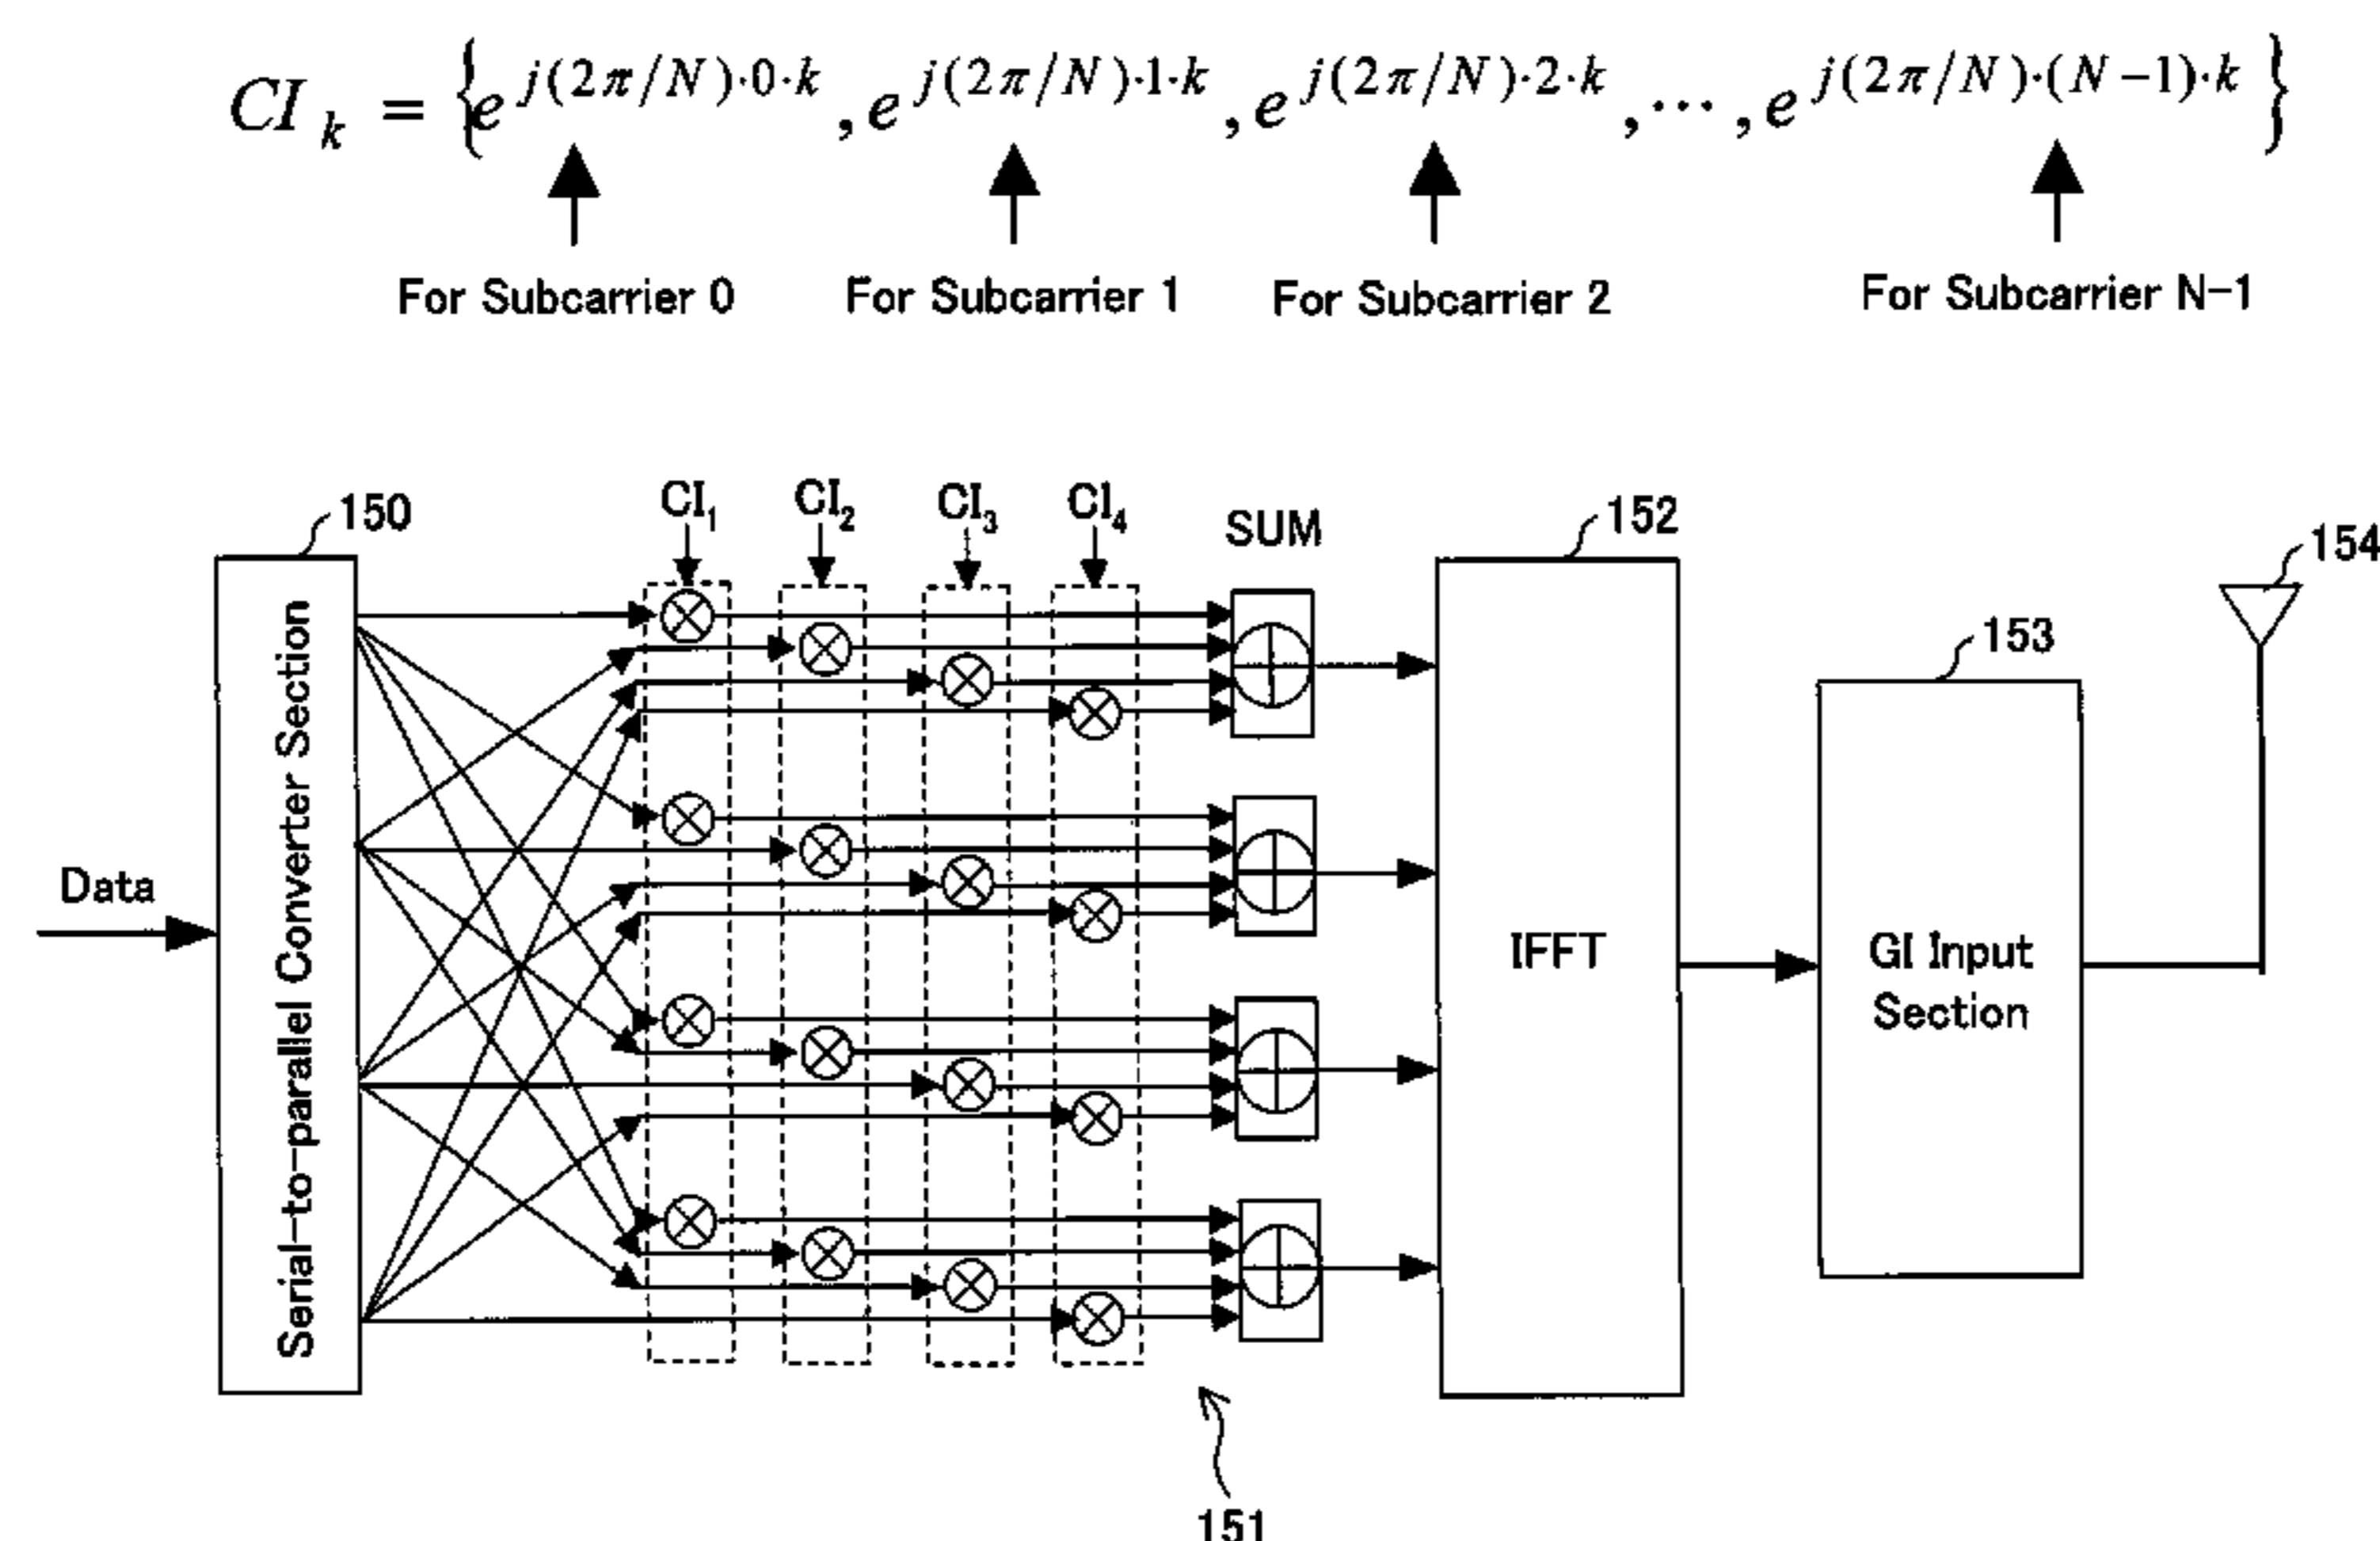 CI_k = {e^{j(2π/N)·0·k}, e^{j(2π/N)·1·k}, e^{j(2π/N)·2·k}, ⋯, e^{j(2π/N)·(N−1)·k}}
For Subcarrier 0 For Subcarrier 1 For Subcarrier 2 For Subcarrier N-1
150 CI₁ CI₂ CI₃ CI₄ SUM 152 154
153
Data
Serial-to-parallel Converter Section
IFFT
GI Input
Section
151